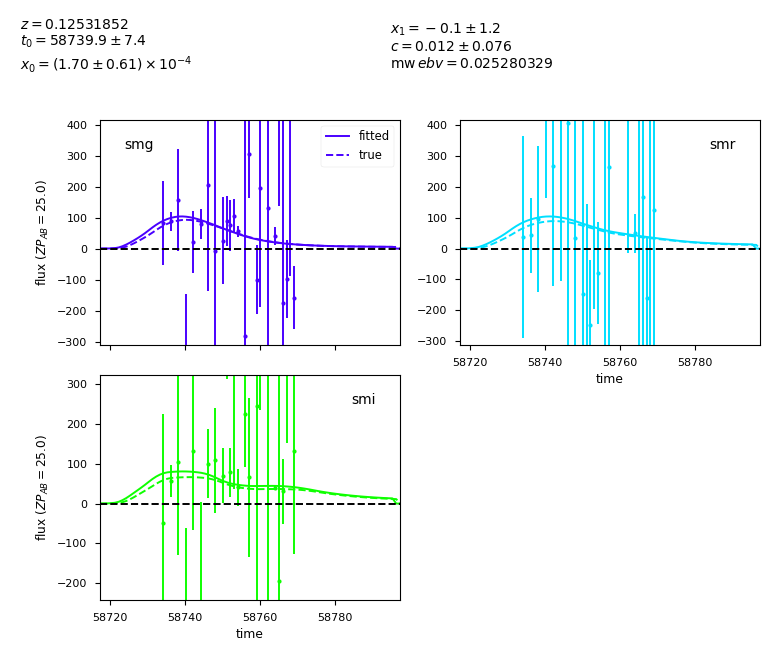 z = 0.12531852
t₀ = 58739.9 ± 7.4
x₀ = (1.70 ± 0.61) × 10⁻⁴
x₁ = −0.1 ± 1.2
c = 0.012 ± 0.076
mw ebv = 0.025280329
smg
fitted
true
400
300
200
100
0
−100
−200
−300
flux (ZP_AB = 25.0)
smr
400
300
200
100
0
−100
−200
−300
58720
58740
58760
58780
time
smi
300
200
100
0
−100
−200
flux (ZP_AB = 25.0)
58720
58740
58760
58780
time